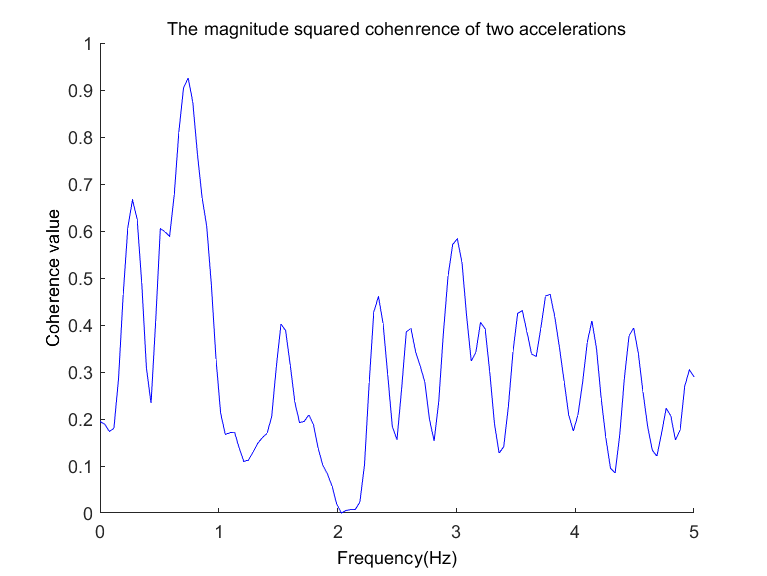 The magnitude squared cohenrence of two accelerations
1
0.9
0.8
0.7
0.6
0.5
0.4
0.3
0.2
0.1
0
Coherence value
0 1 2 3 4 5
Frequency(Hz)